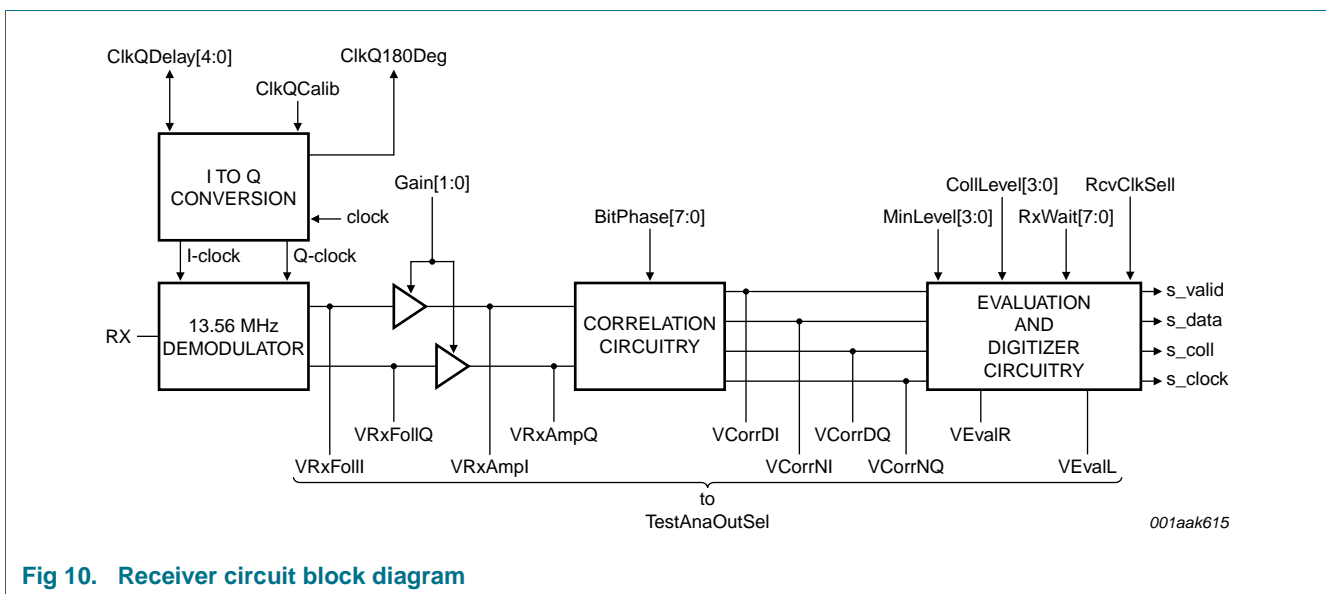 ClkQDelay[4:0]
ClkQ180Deg
ClkQCalib
I TO Q
CONVERSION
clock
I-clock
Q-clock
Gain[1:0]
BitPhase[7:0]
CollLevel[3:0]
RcvClkSell
MinLevel[3:0]
RxWait[7:0]
RX
13.56 MHz
DEMODULATOR
CORRELATION
CIRCUITRY
EVALUATION
AND
DIGITIZER
CIRCUITRY
s_valid
s_data
s_coll
s_clock
VRxFollQ
VRxAmpQ
VCorrDI
VCorrDQ
VEvalR
VRxFollI
VRxAmpI
VCorrNI
VCorrNQ
VEvalL
to
TestAnaOutSel
001aak615
Fig 10. Receiver circuit block diagram